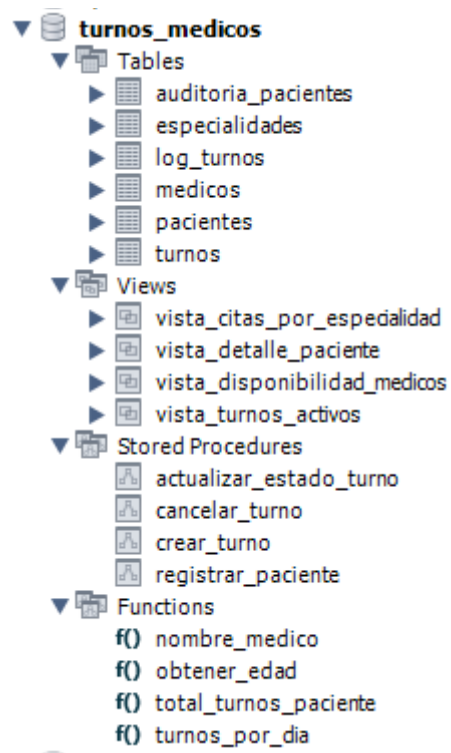 turnos_medicos
Tables
auditoria_pacientes
especialidades
log_turnos
medicos
pacientes
turnos
Views
vista_citas_por_especialidad
vista_detalle_paciente
vista_disponibilidad_medicos
vista_turnos_activos
Stored Procedures
actualizar_estado_turno
cancelar_turno
crear_turno
registrar_paciente
Functions
f() nombre_medico
f() obtener_edad
f() total_turnos_paciente
f() turnos_por_dia